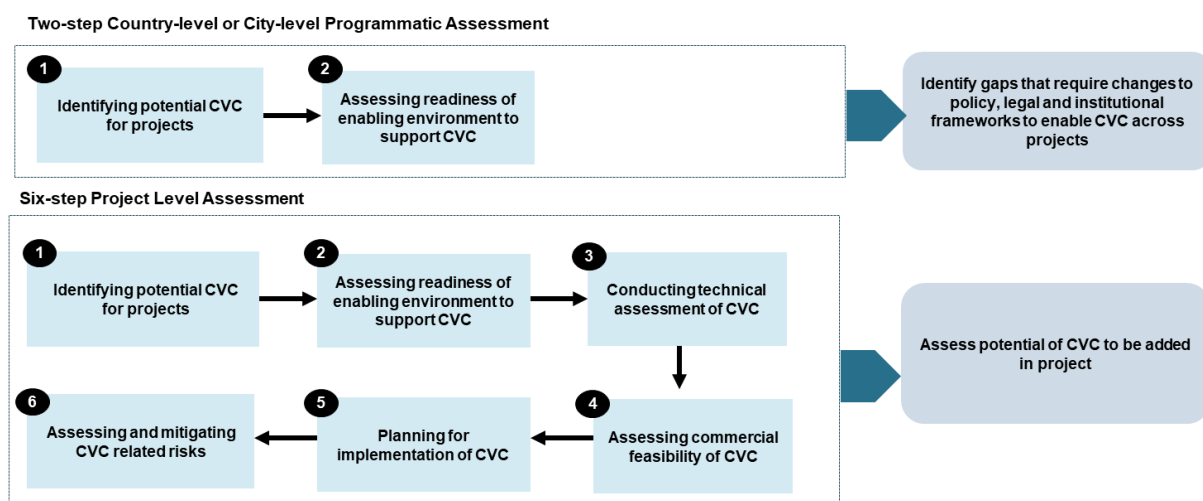 Two-step Country-level or City-level Programmatic Assessment
1
Identifying potential CVC
for projects
2
Assessing readiness of
enabling environment to
support CVC
Identify gaps that require changes to
policy, legal and institutional
frameworks to enable CVC across
projects
Six-step Project Level Assessment
1
Identifying potential CVC
for projects
2
Assessing readiness of
enabling environment to
support CVC
3
Conducting technical
assessment of CVC
4
Assessing commercial
feasibility of CVC
5
Planning for
implementation of CVC
6
Assessing and mitigating
CVC related risks
Assess potential of CVC to be added
in project